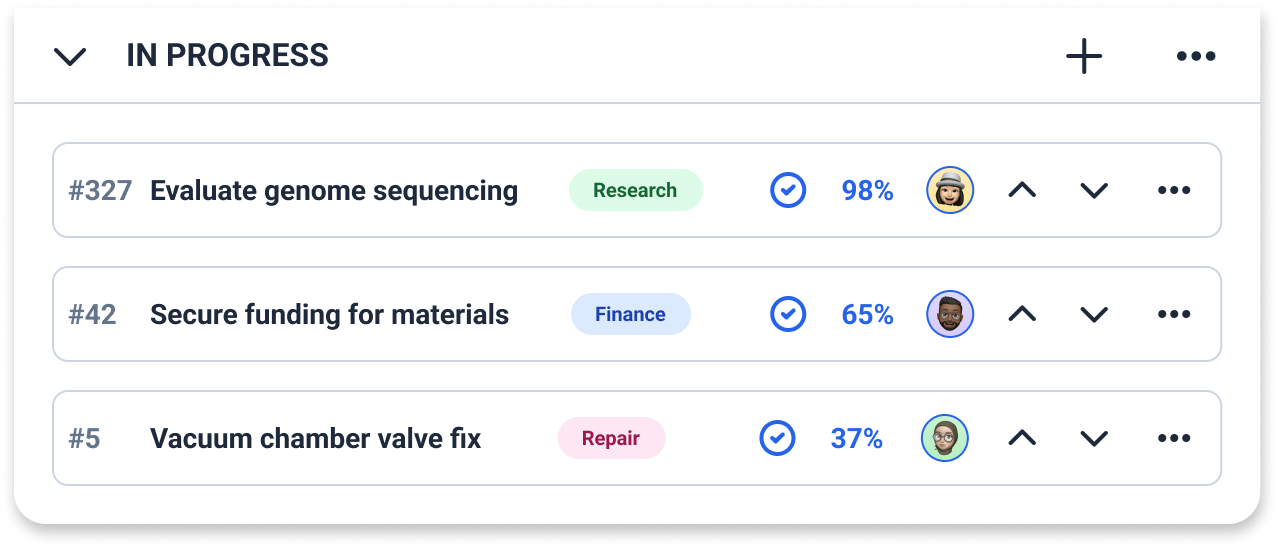 IN PROGRESS
#327 Evaluate genome sequencing Research 98%
#42 Secure funding for materials Finance 65%
#5 Vacuum chamber valve fix Repair 37%